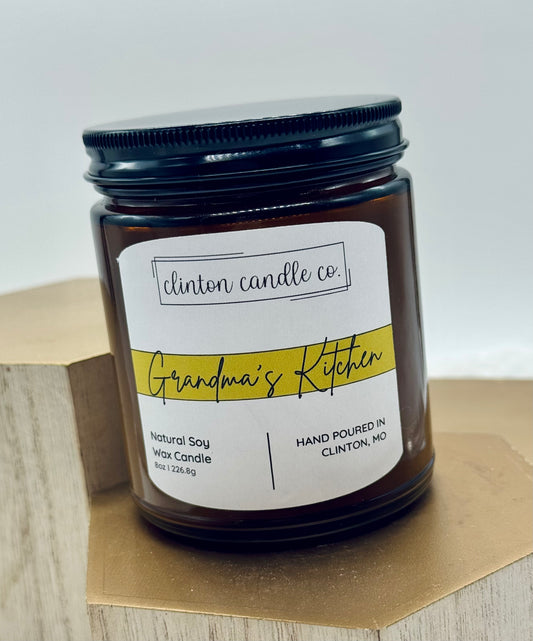 clinton candle co.
Grandma's Kitchen
Natural Soy
Wax Candle
8oz | 226.8g
HAND POURED IN
CLINTON, MO